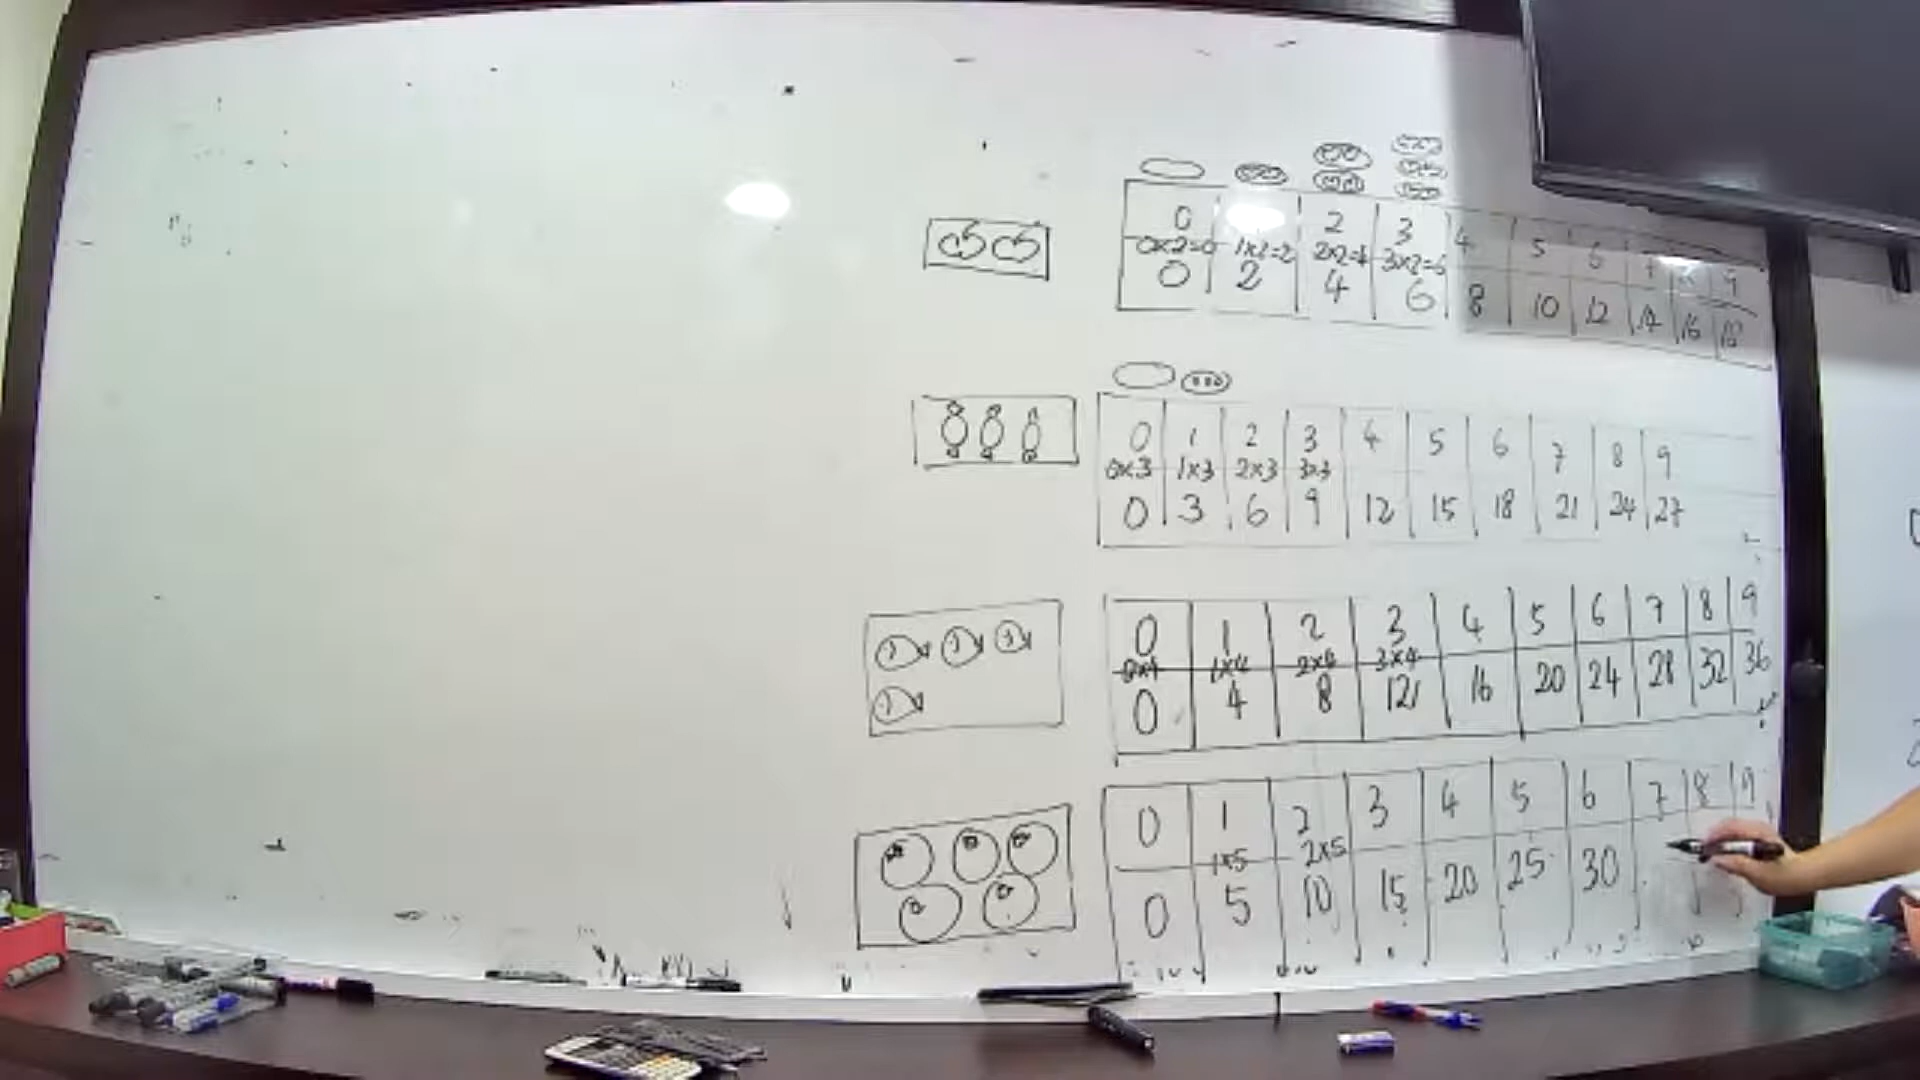 0 2 3 4 5 6 7 8 9
0x2=0 1x2=2 2x2=4 3x2=6
0 2 4 6 8 10 12 14 16 18
0 1 2 3 4 5 6 7 8 9
0x3 1x3 2x3 3x3
0 3 6 9 12 15 18 21 24 27
0 1 2 3 4 5 6 7 8 9
0x4 1x4 2x4 3x4
0 4 8 12 16 20 24 28 32 36
0 1 2 3 4 5 6 7 8 9
1x5 2x5
0 5 10 15 20 25 30